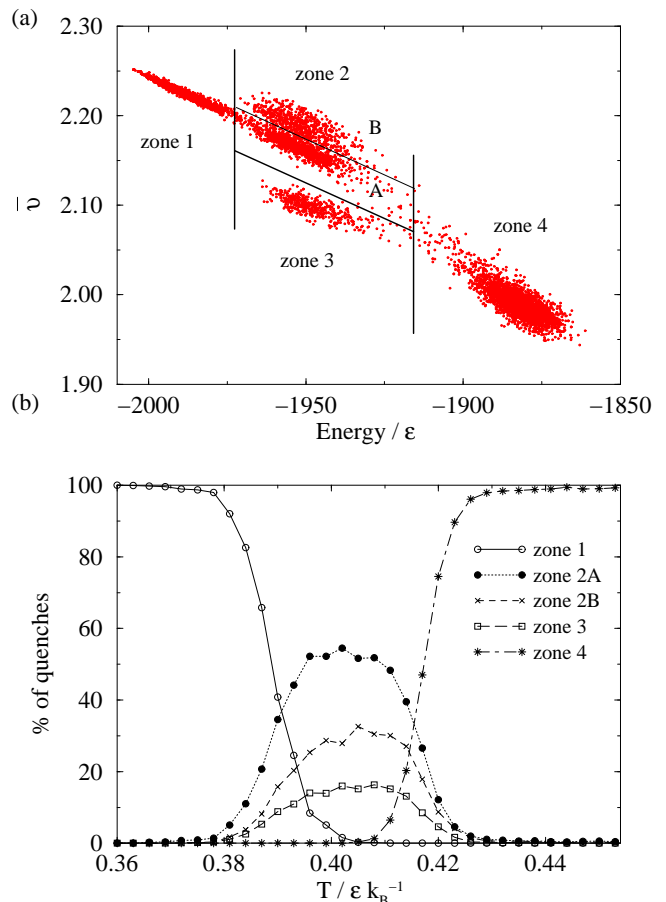 (a)
2.30
2.20
2.10
2.00
1.90
ῡ
zone 2
B
zone 1
A
zone 4
zone 3
−2000 −1950 −1900 −1850
Energy / ε
(b)
100
80
60
40
20
0
% of quenches
zone 1
zone 2A
zone 2B
zone 3
zone 4
0.36 0.38 0.40 0.42 0.44
T / ε k_B⁻¹